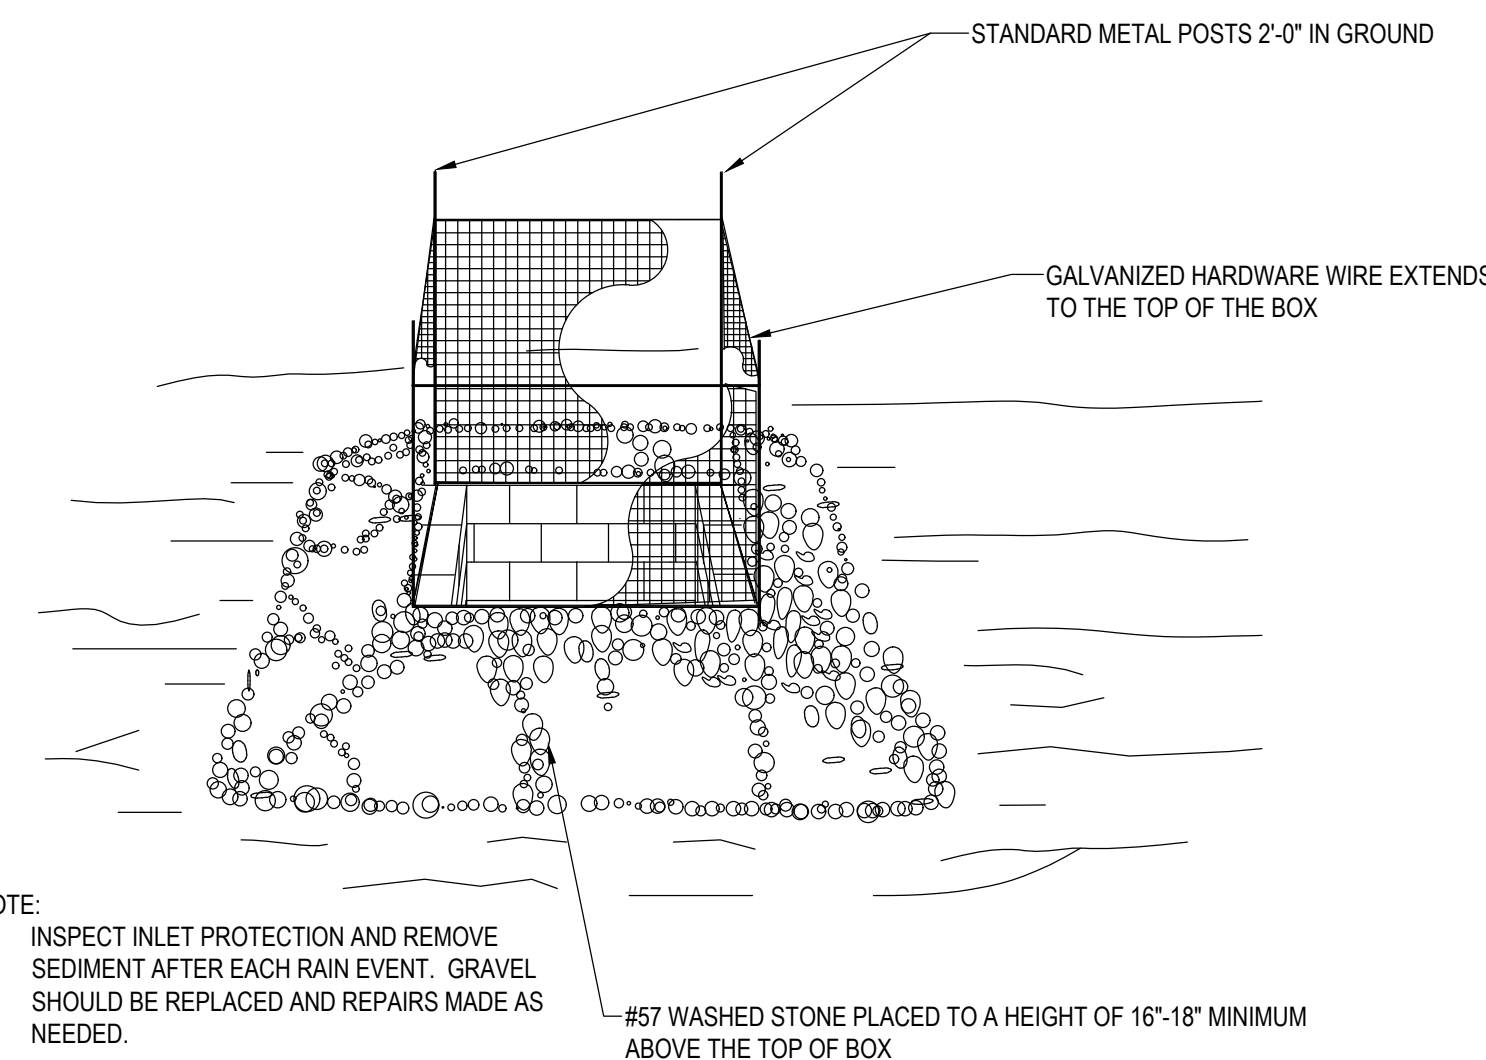 STANDARD METAL POSTS 2'-0" IN GROUND
GALVANIZED HARDWARE WIRE EXTENDS
TO THE TOP OF THE BOX
OTE:
INSPECT INLET PROTECTION AND REMOVE
SEDIMENT AFTER EACH RAIN EVENT. GRAVEL
SHOULD BE REPLACED AND REPAIRS MADE AS
NEEDED.
#57 WASHED STONE PLACED TO A HEIGHT OF 16"-18" MINIMUM
ABOVE THE TOP OF BOX